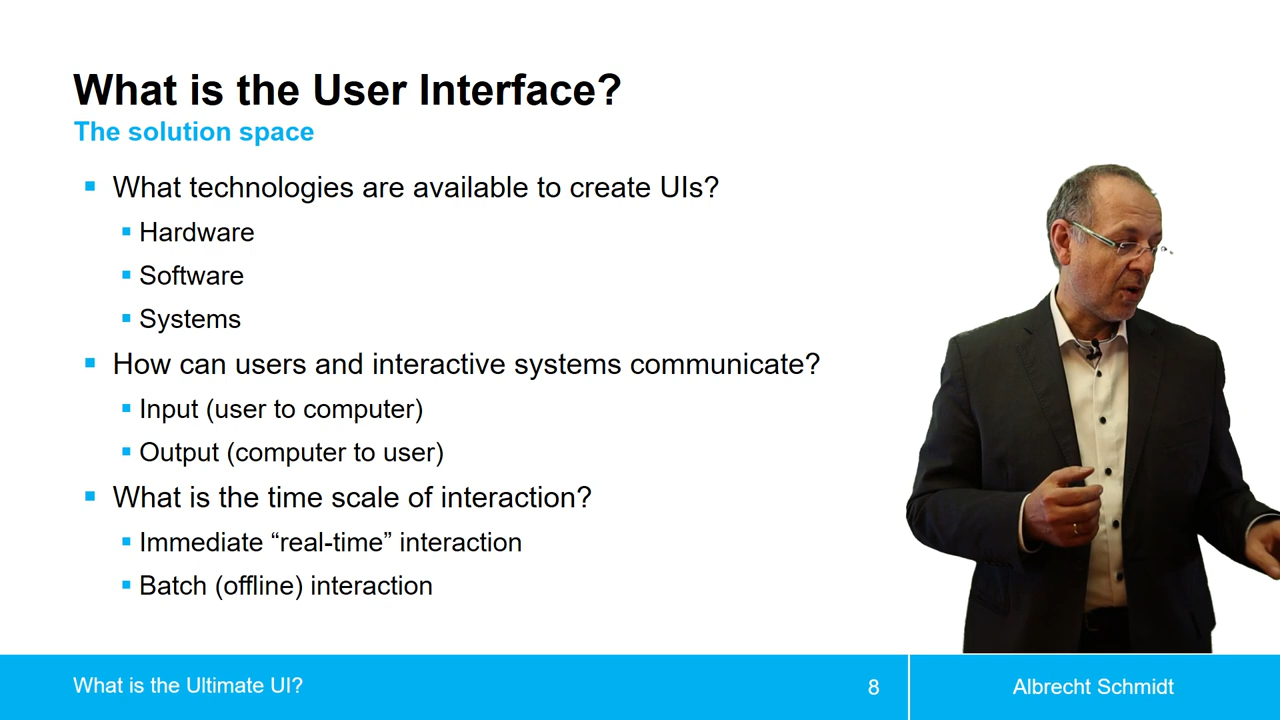 What is the User Interface?
The solution space
What technologies are available to create UIs?
Hardware
Software
Systems
How can users and interactive systems communicate?
Input (user to computer)
Output (computer to user)
What is the time scale of interaction?
Immediate “real-time” interaction
Batch (offline) interaction
What is the Ultimate UI?
8
Albrecht Schmidt